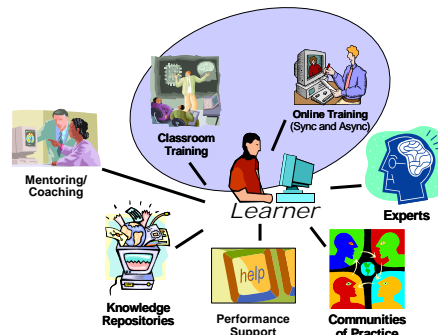 Classroom
Training
Online Training
(Sync and Async)
Mentoring/
Coaching
Learner
Experts
help
Knowledge
Repositories
Performance
Support
Communities
of Practice